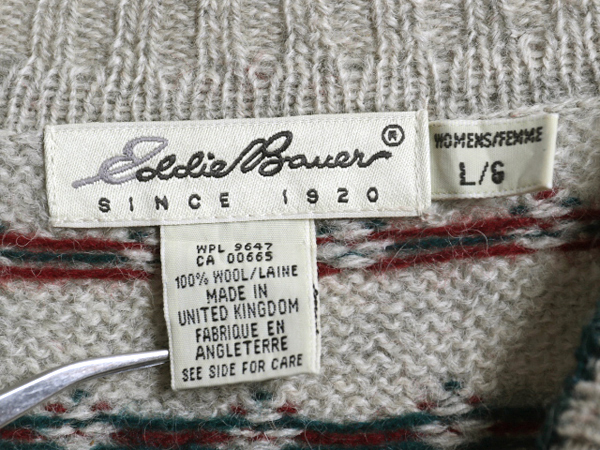 Eddie Bauer®
SINCE 1920
WOMENS/FEMME
L/G
WPL 9647
CA 00665
100% WOOL/LAINE
MADE IN
UNITED KINGDOM
FABRIQUE EN
ANGLETERRE
SEE SIDE FOR CARE